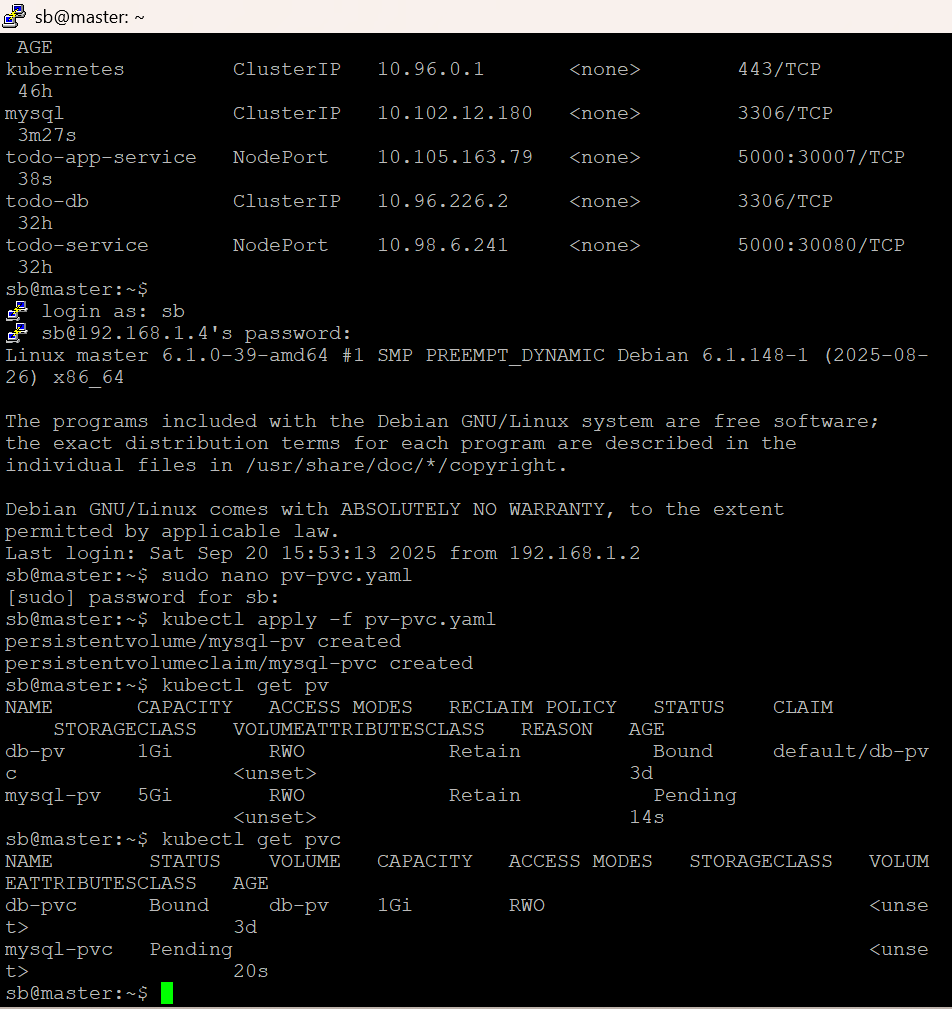 sb@master: ~
AGE
kubernetes ClusterIP 10.96.0.1 <none> 443/TCP
46h
mysql ClusterIP 10.102.12.180 <none> 3306/TCP
3m27s
todo-app-service NodePort 10.105.163.79 <none> 5000:30007/TCP
38s
todo-db ClusterIP 10.96.226.2 <none> 3306/TCP
32h
todo-service NodePort 10.98.6.241 <none> 5000:30080/TCP
32h
sb@master:~$
login as: sb
sb@192.168.1.4's password:
Linux master 6.1.0-39-amd64 #1 SMP PREEMPT_DYNAMIC Debian 6.1.148-1 (2025-08-
26) x86_64
The programs included with the Debian GNU/Linux system are free software;
the exact distribution terms for each program are described in the
individual files in /usr/share/doc/*/copyright.
Debian GNU/Linux comes with ABSOLUTELY NO WARRANTY, to the extent
permitted by applicable law.
Last login: Sat Sep 20 15:53:13 2025 from 192.168.1.2
sb@master:~$ sudo nano pv-pvc.yaml
[sudo] password for sb:
sb@master:~$ kubectl apply -f pv-pvc.yaml
persistentvolume/mysql-pv created
persistentvolumeclaim/mysql-pvc created
sb@master:~$ kubectl get pv
NAME CAPACITY ACCESS MODES RECLAIM POLICY STATUS CLAIM
STORAGECLASS VOLUMEATTRIBUTESCLASS REASON AGE
db-pv 1Gi RWO Retain Bound default/db-pv
c <unset> 3d
mysql-pv 5Gi RWO Retain Pending
<unset> 14s
sb@master:~$ kubectl get pvc
NAME STATUS VOLUME CAPACITY ACCESS MODES STORAGECLASS VOLUM
EATTRIBUTESCLASS AGE
db-pvc Bound db-pv 1Gi RWO <unse
t> 3d
mysql-pvc Pending <unse
t> 20s
sb@master:~$